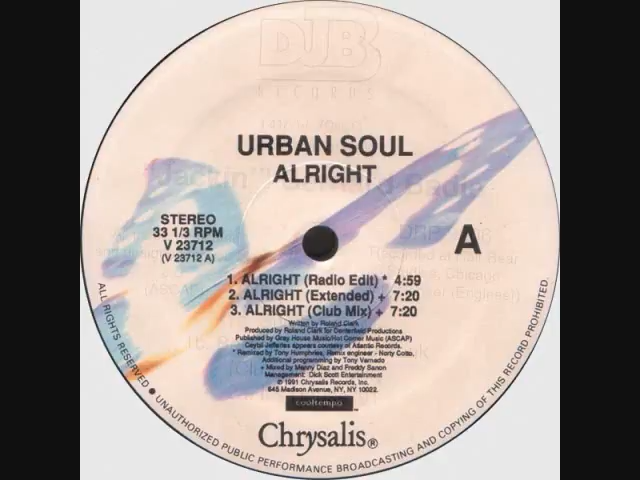 DJB
RECORDS
URBAN SOUL
ALRIGHT
STEREO
33 1/3 RPM
V 23712
(V 23712 A)
A
1. ALRIGHT (Radio Edit) * 4:59
2. ALRIGHT (Extended) + 7:20
3. ALRIGHT (Club Mix) + 7:20
Written by Roland Clark
Produced by Roland Clark for Centerfield Productions
Published by Gray House Music/Hot Corner Music (ASCAP)
Ceybil Jefferies appears courtesy of Atlantic Records.
* Remixed by Tony Humphries, Remix engineer - Norty Cotto.
Additional programming by Tony Varnado
+ Mixed by Manny Diaz and Freddy Sanon
Management: Dick Scott Entertainment
℗ 1991 Chrysalis Records, Inc.
645 Madison Avenue, NY, NY 10022.
cooltempo
Chrysalis®
ALL RIGHTS RESERVED • UNAUTHORIZED PUBLIC PERFORMANCE BROADCASTING AND COPYING OF THIS RECORD PROHIBITED.